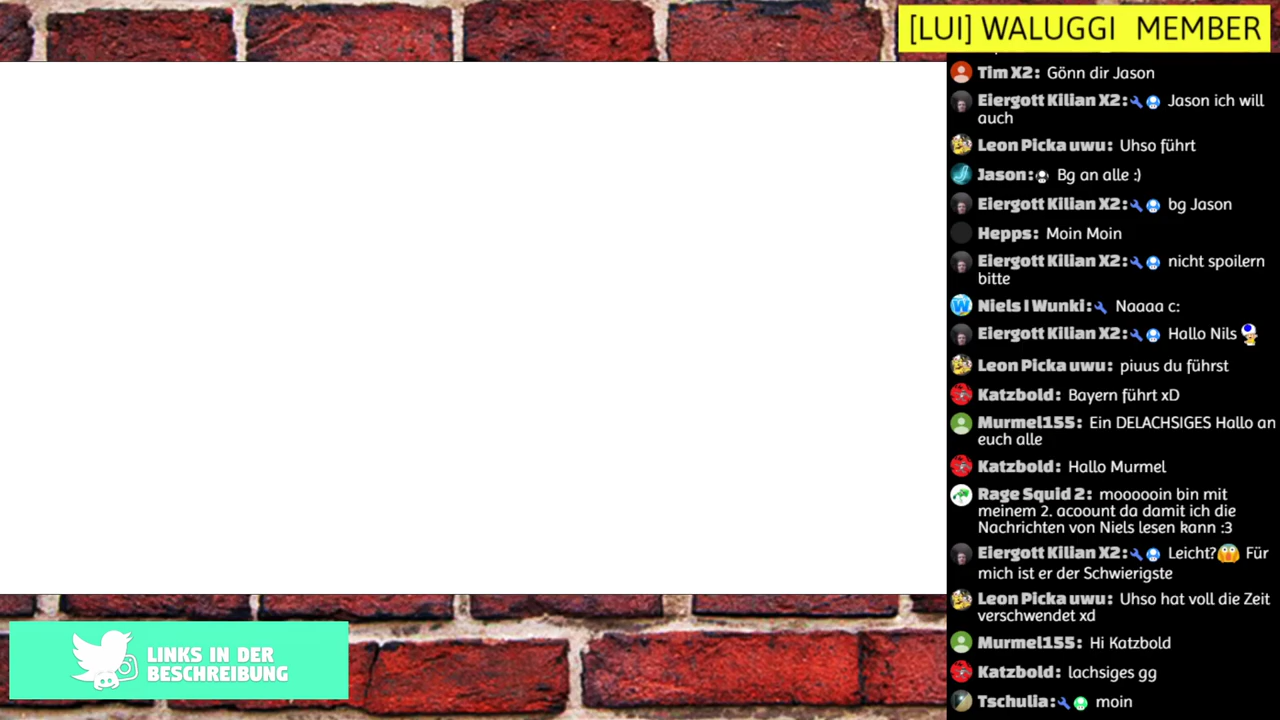 [LUI] WALUGGI MEMBER
Tim X2: Gönn dir Jason
Eiergott Kilian X2: Jason ich will
auch
Leon Picka uwu: Uhso führt
Jason: Bg an alle :)
Eiergott Kilian X2: bg Jason
Hepps: Moin Moin
Eiergott Kilian X2: nicht spoilern
bitte
Niels I Wunki: Naaaa c:
Eiergott Kilian X2: Hallo Nils
Leon Picka uwu: piuus du führst
Katzbold: Bayern führt xD
Murmel155: Ein DELACHSIGES Hallo an
euch alle
Katzbold: Hallo Murmel
Rage Squid 2: moooooin bin mit
meinem 2. acoount da damit ich die
Nachrichten von Niels lesen kann :3
Eiergott Kilian X2: Leicht? Für
mich ist er der Schwierigste
Leon Picka uwu: Uhso hat voll die Zeit
verschwendet xd
Murmel155: Hi Katzbold
Katzbold: lachsiges gg
Tschulia: moin
LINKS IN DER
BESCHREIBUNG